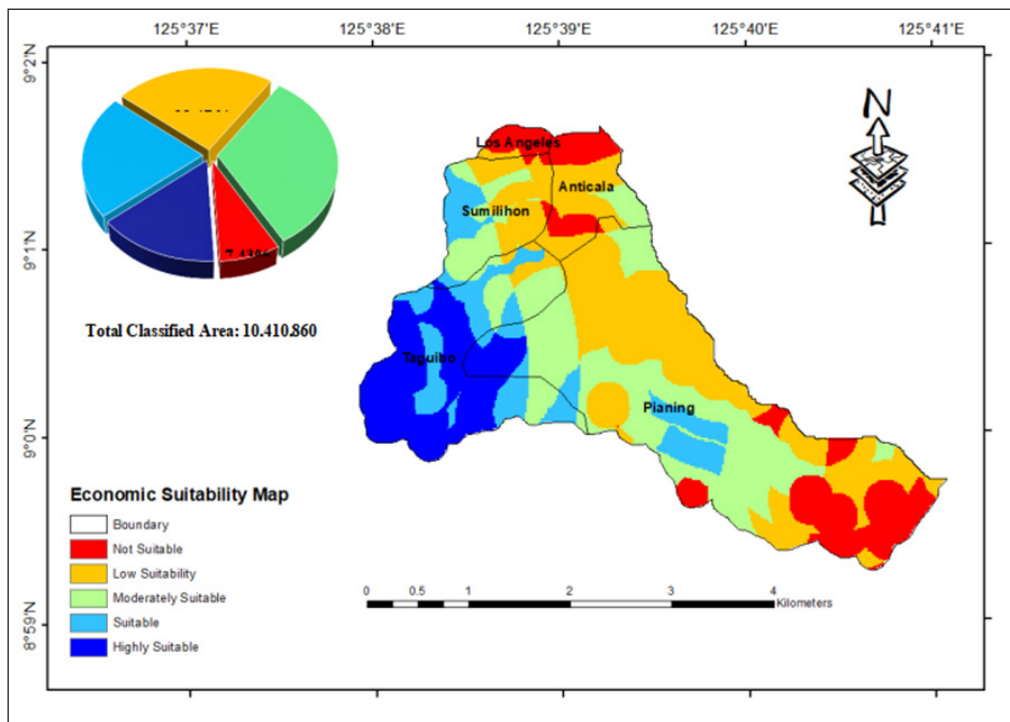 125°37'E 125°38'E 125°39'E 125°40'E 125°41'E
9°2'N
9°1'N
9°0'N
8°59'N
N
Los Angeles
Anticala
Sumilihon
Taguibo
Pianing
Total Classified Area: 10.410.860
Economic Suitability Map
Boundary
Not Suitable
Low Suitability
Moderately Suitable
Suitable
Highly Suitable
0 0.5 1 2 3 4
Kilometers